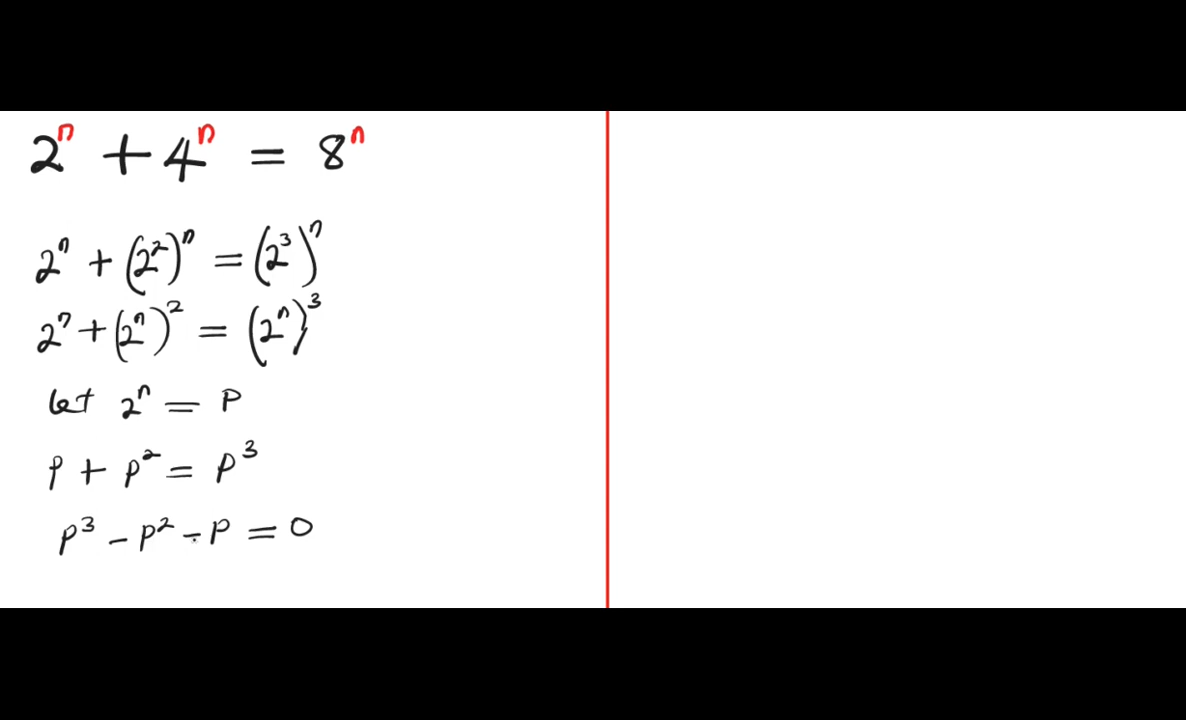 2ⁿ + 4ⁿ = 8ⁿ
2ⁿ + (2²)ⁿ = (2³)ⁿ
2ⁿ + (2ⁿ)² = (2ⁿ)³
let 2ⁿ = P
P + P² = P³
P³ - P² - P = 0